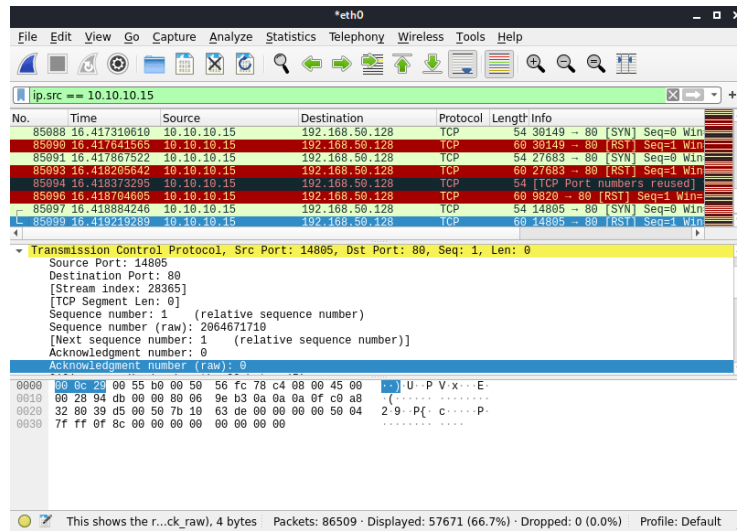 *eth0
File Edit View Go Capture Analyze Statistics Telephony Wireless Tools Help
ip.src == 10.10.10.15
No. Time Source Destination Protocol Length Info
85088 16.417310610 10.10.10.15 192.168.50.128 TCP 54 30149 → 80 [SYN] Seq=0 Win
85090 16.417641565 10.10.10.15 192.168.50.128 TCP 60 30149 → 80 [RST] Seq=1 Win
85091 16.417867522 10.10.10.15 192.168.50.128 TCP 54 27683 → 80 [SYN] Seq=0 Win
85093 16.418205642 10.10.10.15 192.168.50.128 TCP 60 27683 → 80 [RST] Seq=1 Win
85094 16.418373295 10.10.10.15 192.168.50.128 TCP 54 [TCP Port numbers reused]
85096 16.418704605 10.10.10.15 192.168.50.128 TCP 60 9820 → 80 [RST] Seq=1 Win=
85097 16.418884246 10.10.10.15 192.168.50.128 TCP 54 14805 → 80 [SYN] Seq=0 Win
85099 16.419219289 10.10.10.15 192.168.50.128 TCP 60 14805 → 80 [RST] Seq=1 Win
Transmission Control Protocol, Src Port: 14805, Dst Port: 80, Seq: 1, Len: 0
Source Port: 14805
Destination Port: 80
[Stream index: 28365]
[TCP Segment Len: 0]
Sequence number: 1 (relative sequence number)
Sequence number (raw): 2064671710
[Next sequence number: 1 (relative sequence number)]
Acknowledgment number: 0
Acknowledgment number (raw): 0
0000 00 0c 29 00 55 b0 00 50 56 fc 78 c4 08 00 45 00 ··)·U··P V·x···E·
0010 00 28 94 db 00 00 80 06 9e b3 0a 0a 0a 0f c0 a8 ·(······ ········
0020 32 80 39 d5 00 50 7b 10 63 de 00 00 00 00 50 04 2·9··P{· c·····P·
0030 7f ff 0f 8c 00 00 00 00 00 00 00 00 ········ ····
This shows the r...ck_raw), 4 bytes Packets: 86509 · Displayed: 57671 (66.7%) · Dropped: 0 (0.0%) Profile: Default